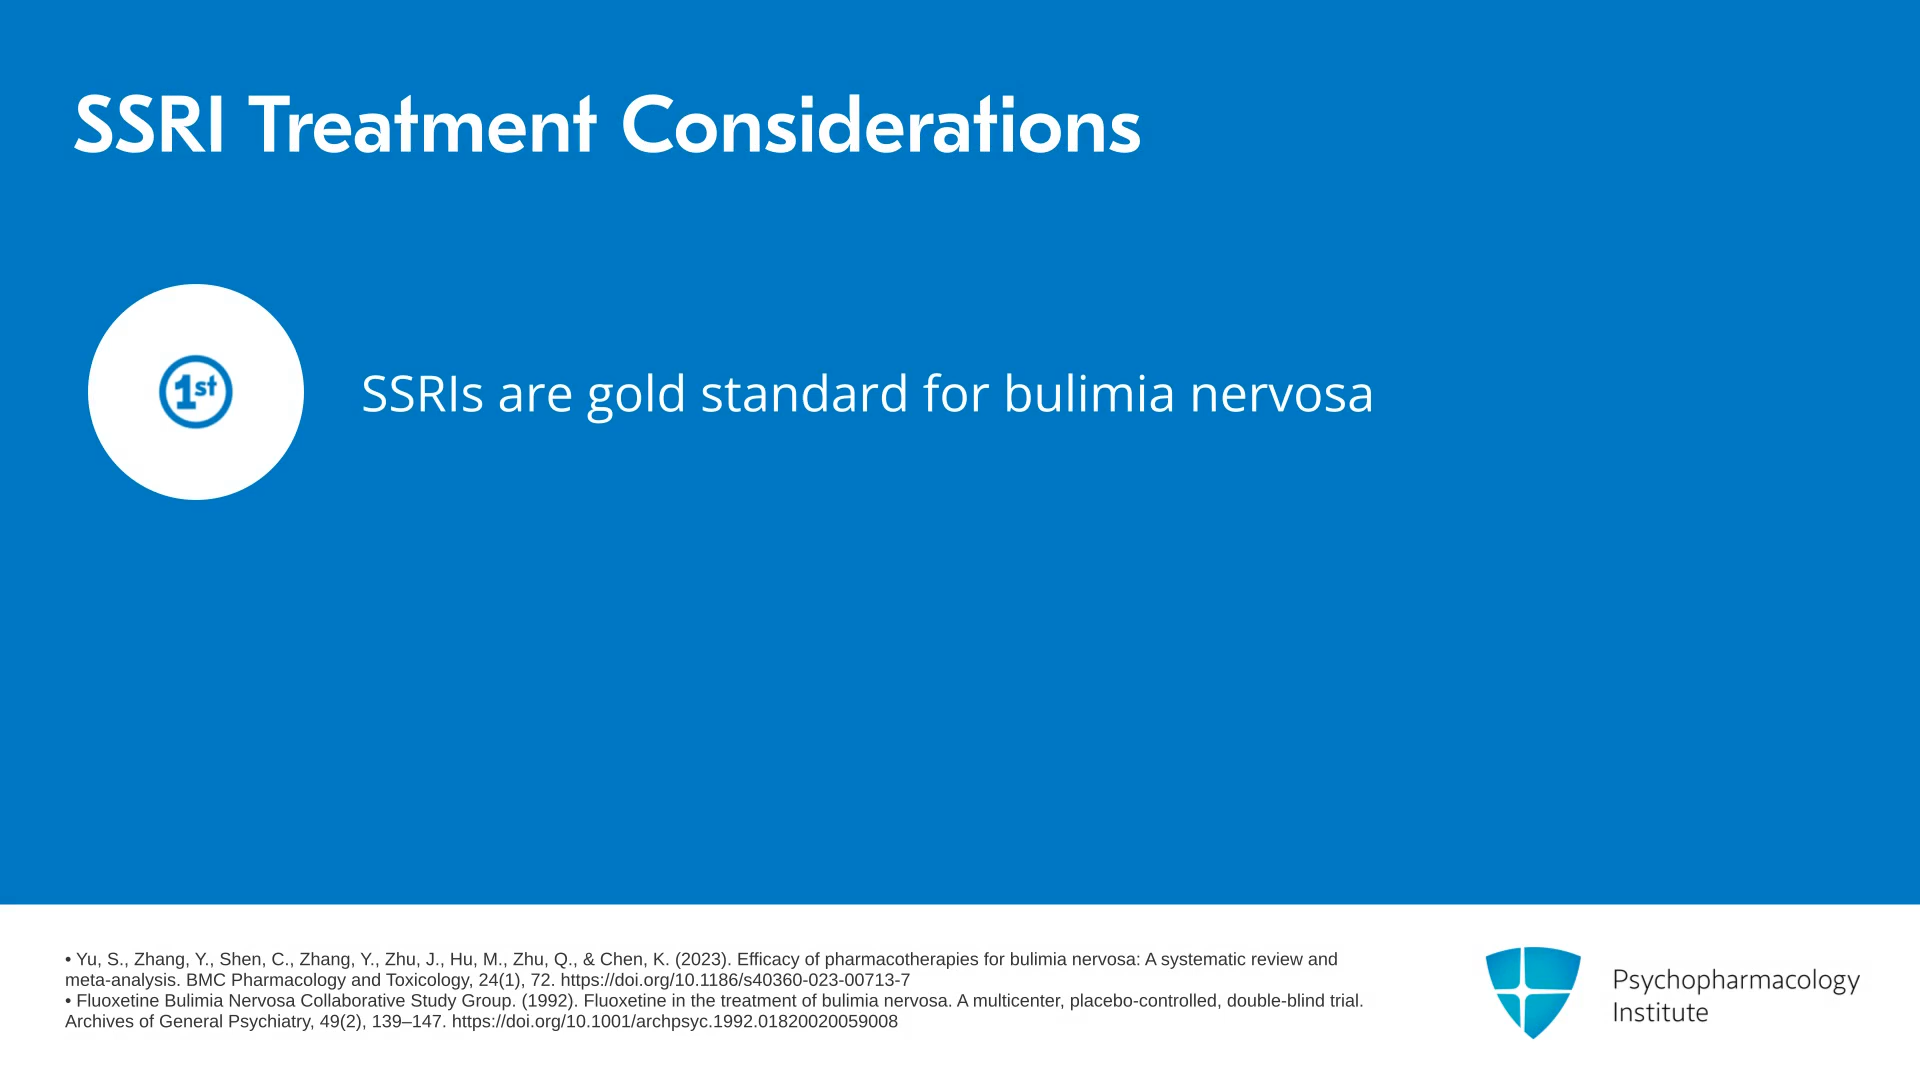 SSRI Treatment Considerations
1st
SSRIs are gold standard for bulimia nervosa
• Yu, S., Zhang, Y., Shen, C., Zhang, Y., Zhu, J., Hu, M., Zhu, Q., & Chen, K. (2023). Efficacy of pharmacotherapies for bulimia nervosa: A systematic review and
meta-analysis. BMC Pharmacology and Toxicology, 24(1), 72. https://doi.org/10.1186/s40360-023-00713-7
• Fluoxetine Bulimia Nervosa Collaborative Study Group. (1992). Fluoxetine in the treatment of bulimia nervosa. A multicenter, placebo-controlled, double-blind trial.
Archives of General Psychiatry, 49(2), 139–147. https://doi.org/10.1001/archpsyc.1992.01820020059008
Psychopharmacology
Institute